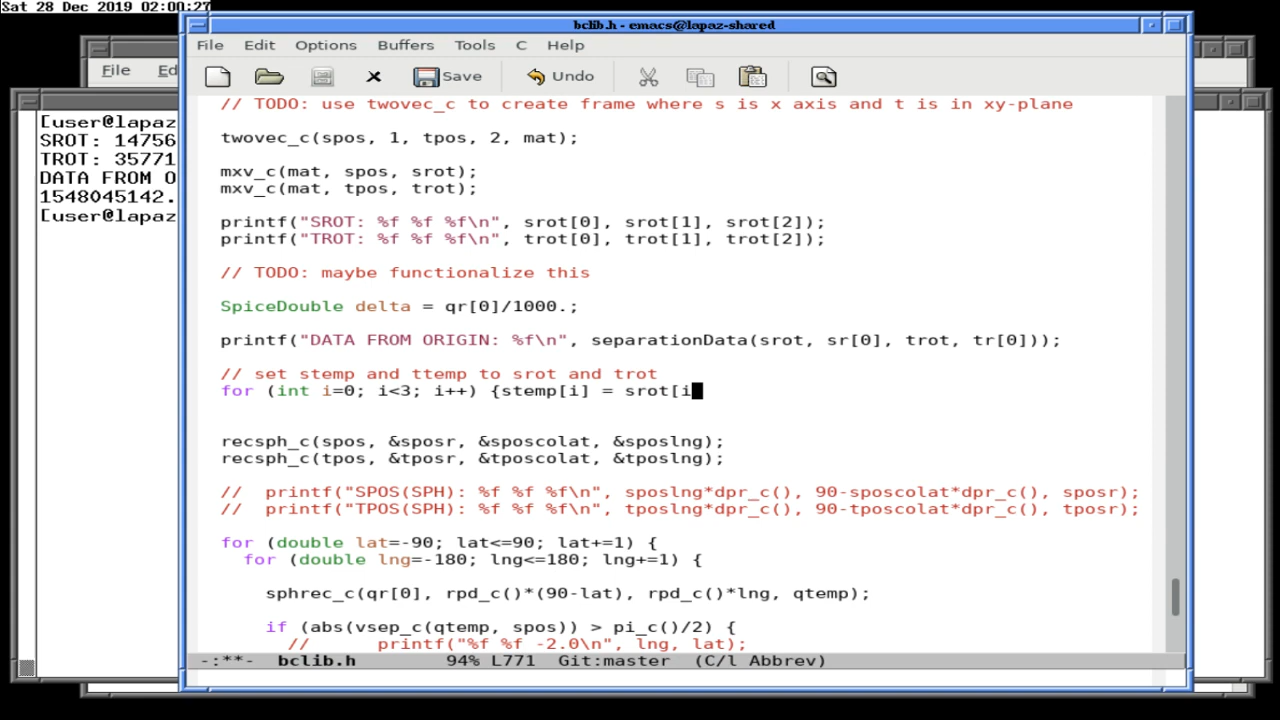 Sat 28 Dec 2019 02:00:27
bclib.h - emacs@lapaz-shared
File Edit Options Buffers Tools C Help
File Ed
Save Undo
[user@lapaz
SROT: 14756
TROT: 35771
DATA FROM O
1548045142.
[user@lapaz
// TODO: use twovec_c to create frame where s is x axis and t is in xy-plane
twovec_c(spos, 1, tpos, 2, mat);
mxv_c(mat, spos, srot);
mxv_c(mat, tpos, trot);
printf("SROT: %f %f %f\n", srot[0], srot[1], srot[2]);
printf("TROT: %f %f %f\n", trot[0], trot[1], trot[2]);
// TODO: maybe functionalize this
SpiceDouble delta = qr[0]/1000.;
printf("DATA FROM ORIGIN: %f\n", separationData(srot, sr[0], trot, tr[0]));
// set stemp and ttemp to srot and trot
for (int i=0; i<3; i++) {stemp[i] = srot[i
recsph_c(spos, &sposr, &sposcolat, &sposlng);
recsph_c(tpos, &tposr, &tposcolat, &tposlng);
//  printf("SPOS(SPH): %f %f %f\n", sposlng*dpr_c(), 90-sposcolat*dpr_c(), sposr);
//  printf("TPOS(SPH): %f %f %f\n", tposlng*dpr_c(), 90-tposcolat*dpr_c(), tposr);
for (double lat=-90; lat<=90; lat+=1) {
for (double lng=-180; lng<=180; lng+=1) {
sphrec_c(qr[0], rpd_c()*(90-lat), rpd_c()*lng, qtemp);
if (abs(vsep_c(qtemp, spos)) > pi_c()/2) {
//      printf("%f %f -2.0\n", lng, lat);
-:**-  bclib.h        94% L771  Git:master  (C/l Abbrev)